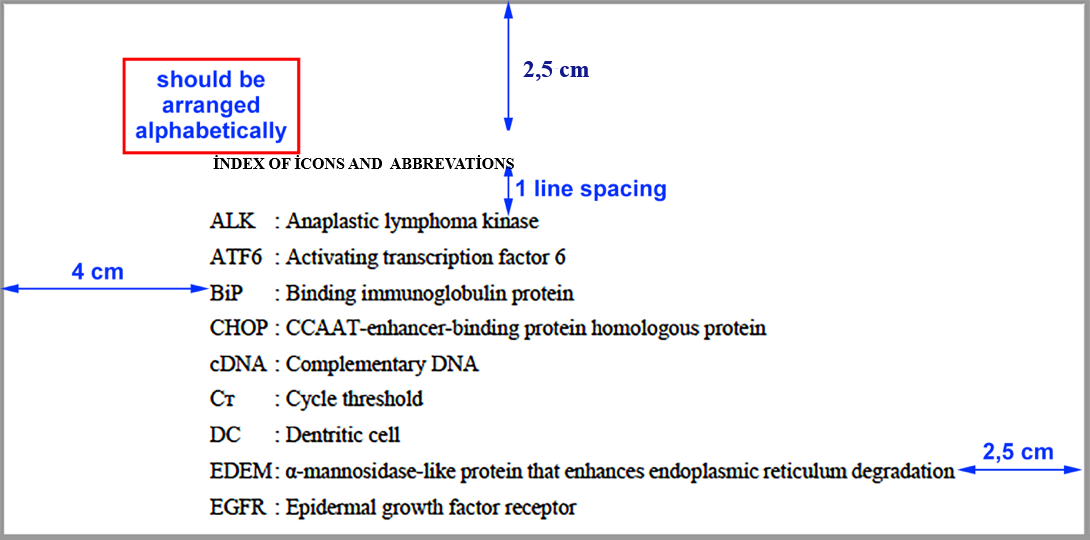 2,5 cm
should be
arranged
alphabetically
İNDEX OF İCONS AND ABBREVATİONS
1 line spacing
ALK : Anaplastic lymphoma kinase
ATF6 : Activating transcription factor 6
4 cm
BiP : Binding immunoglobulin protein
CHOP : CCAAT-enhancer-binding protein homologous protein
cDNA : Complementary DNA
Cᴛ : Cycle threshold
DC : Dentritic cell
EDEM : α-mannosidase-like protein that enhances endoplasmic reticulum degradation
2,5 cm
EGFR : Epidermal growth factor receptor